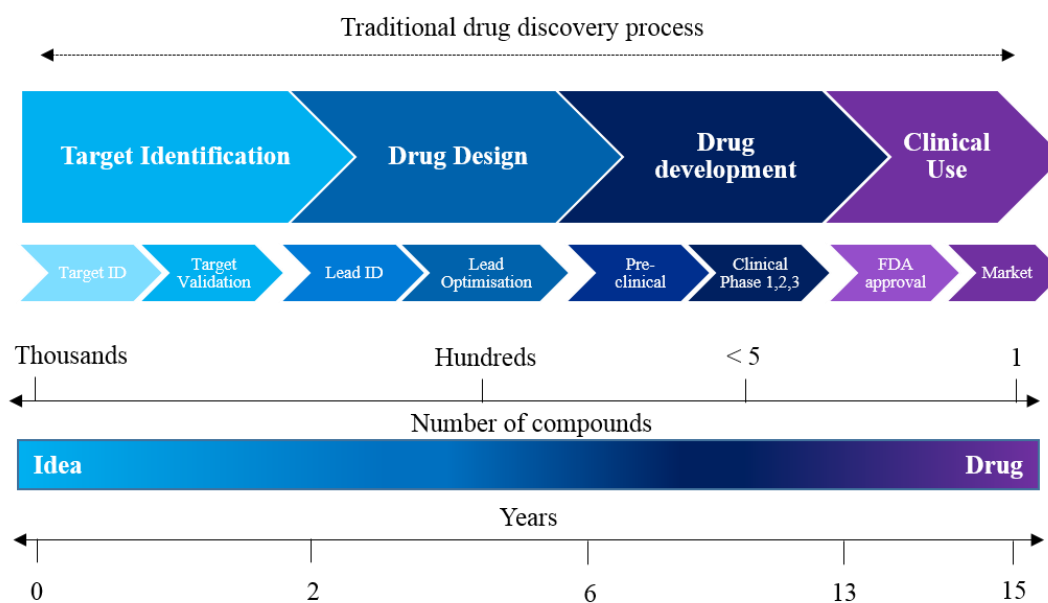 Traditional drug discovery process
Target Identification
Drug Design
Drug
development
Clinical
Use
Target ID
Target
Validation
Lead ID
Lead
Optimisation
Pre-
clinical
Clinical
Phase 1,2,3
FDA
approval
Market
Thousands
Hundreds
< 5
1
Number of compounds
Idea
Drug
Years
0
2
6
13
15